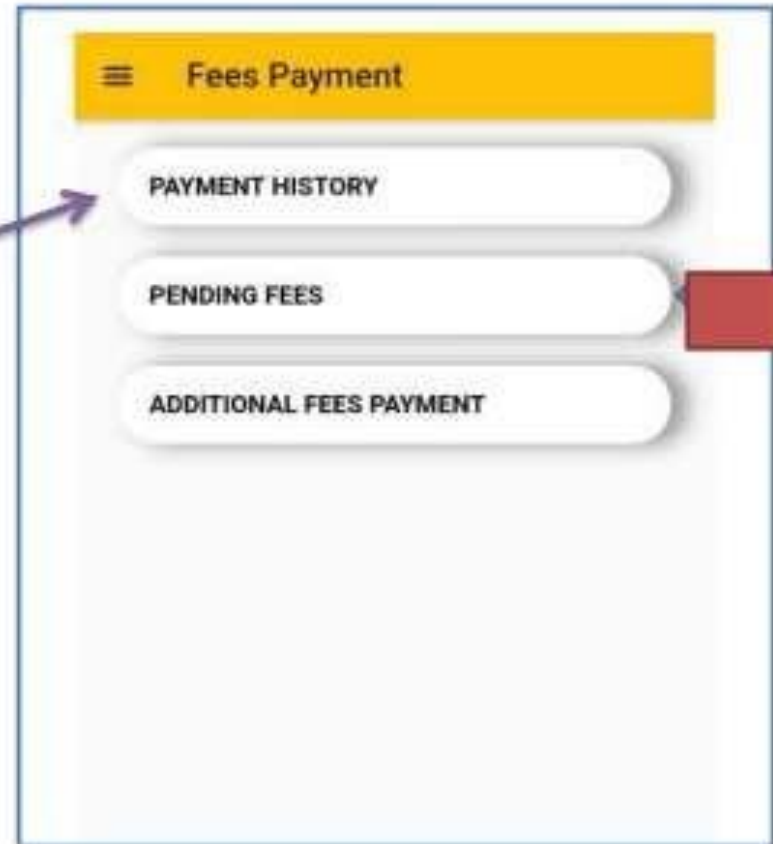 Fees Payment
PAYMENT HISTORY
PENDING FEES
ADDITIONAL FEES PAYMENT